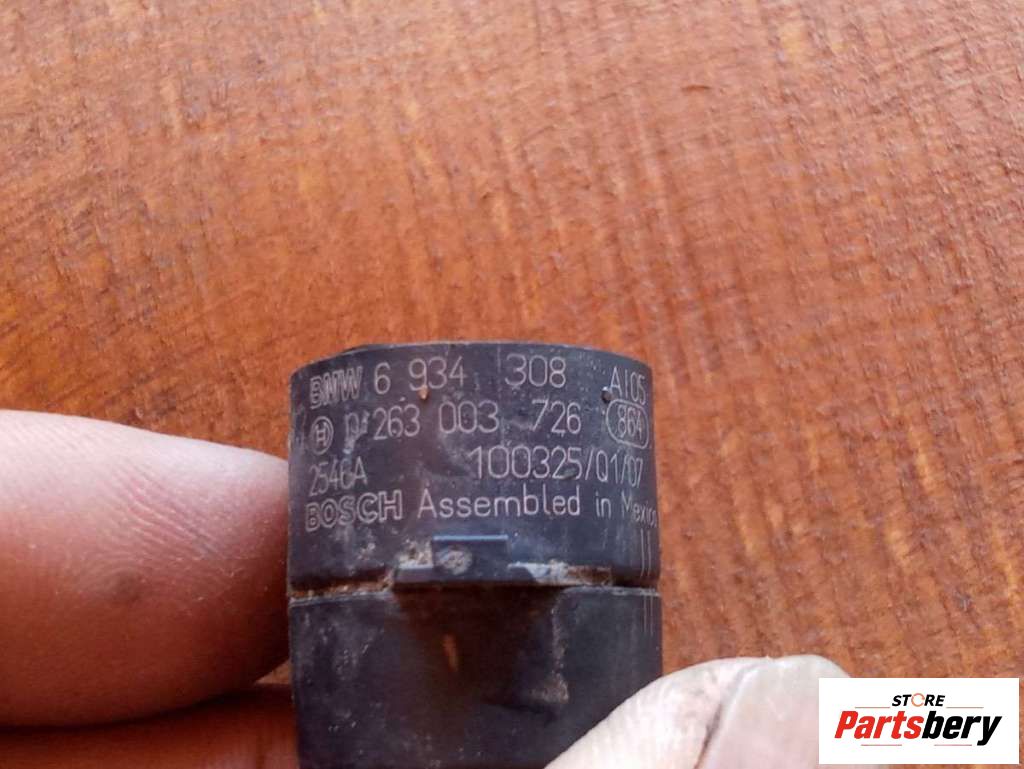 BMW 6 934 308 AI05
H 0 263 003 726 864
2546A 100325/01/07
BOSCH Assembled in Mexico
STORE
Partsbery